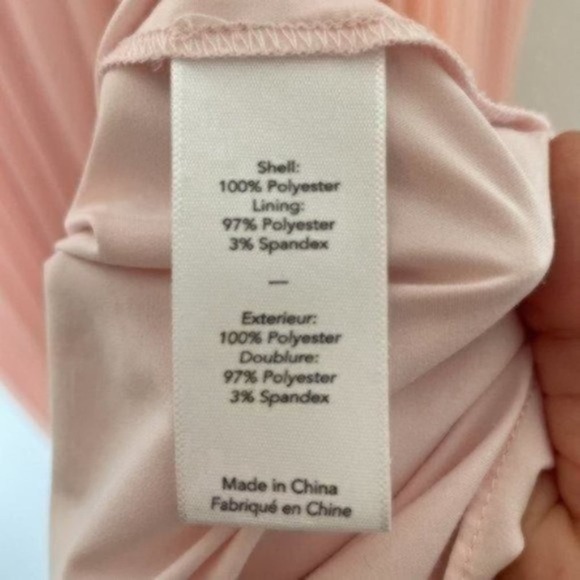 Shell:
100% Polyester
Lining:
97% Polyester
3% Spandex
—
Exterieur:
100% Polyester
Doublure:
97% Polyester
3% Spandex
Made in China
Fabriqué en Chine